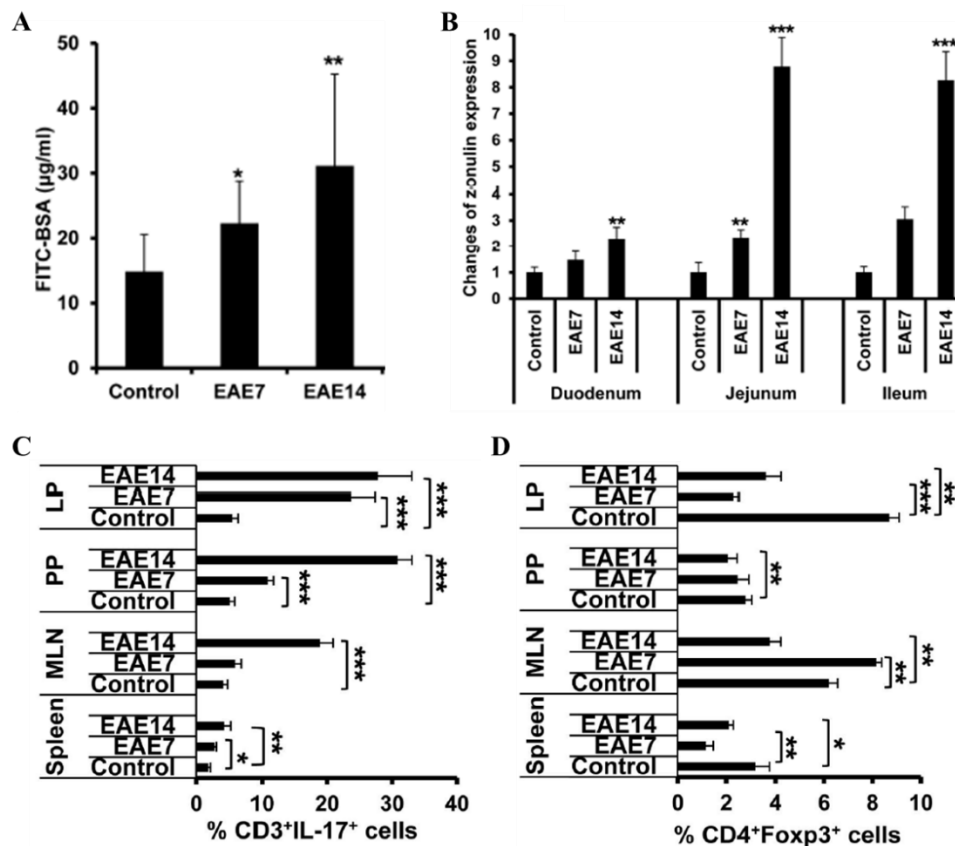 A
50
40
30
20
10
0
FITC-BSA (µg/ml)
*
**
Control EAE7 EAE14
B
10
9
8
7
6
5
4
3
2
1
0
Changes of zonulin expression
**
**
***
***
Control EAE7 EAE14 Control EAE7 EAE14 Control EAE7 EAE14
Duodenum Jejunum Ileum
C
LP
EAE14
EAE7
Control
***
***
PP
EAE14
EAE7
Control
***
***
MLN
EAE14
EAE7
Control
***
Spleen
EAE14
EAE7
Control
*
**
0 10 20 30 40
% CD3⁺IL-17⁺ cells
D
LP
EAE14
EAE7
Control
***
**
PP
EAE14
EAE7
Control
**
MLN
EAE14
EAE7
Control
**
**
Spleen
EAE14
EAE7
Control
**
*
0 2 4 6 8 10
% CD4⁺Foxp3⁺ cells